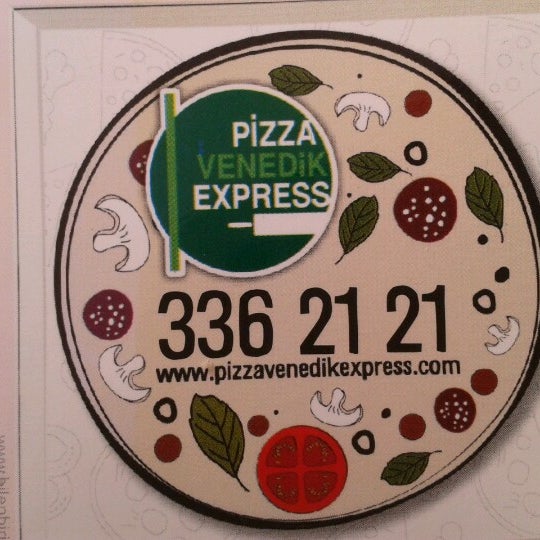 PİZZA
VENEDİK
EXPRESS
336 21 21
www.pizzavenedikexpress.com